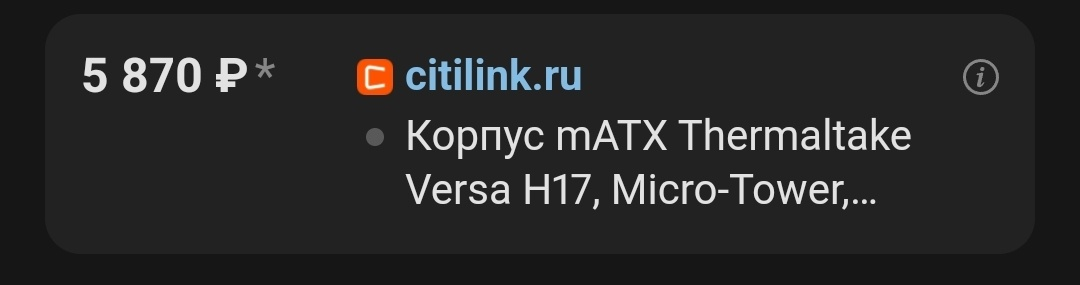 5 870 ₽* citilink.ru
Корпус mATX Thermaltake
Versa H17, Micro-Tower,...